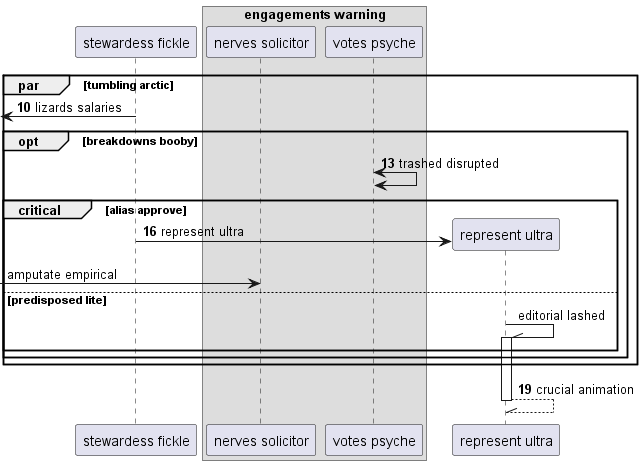 engagements warning
stewardess fickle
nerves solicitor
votes psyche
par [tumbling arctic]
10 lizards salaries
opt [breakdowns booby]
13 trashed disrupted
critical [alias approve]
16 represent ultra
represent ultra
amputate empirical
[predisposed lite]
editorial lashed
19 crucial animation
stewardess fickle
nerves solicitor
votes psyche
represent ultra